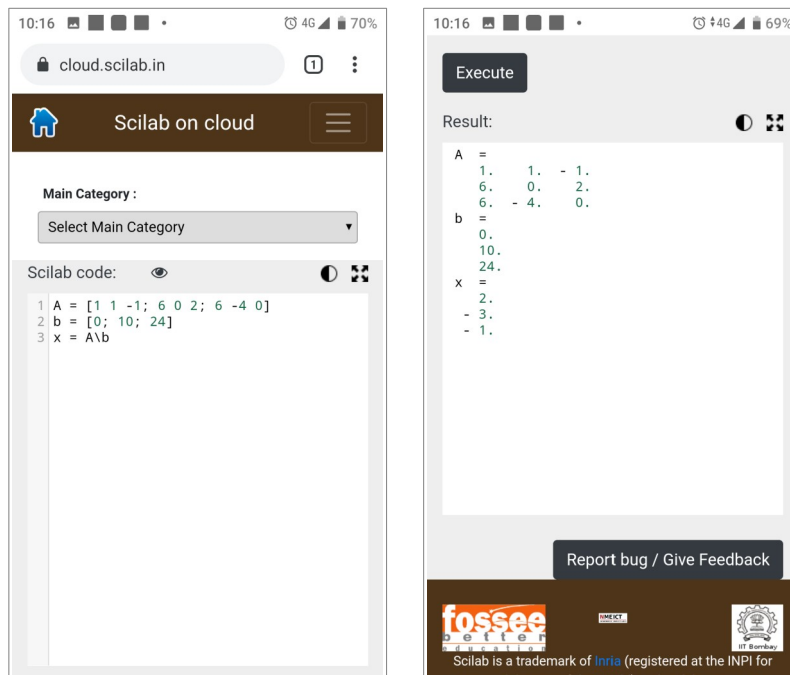 10:16
4G 70%
cloud.scilab.in
1
Scilab on cloud
Main Category :
Select Main Category
Scilab code:
1 A = [1 1 -1; 6 0 2; 6 -4 0]
2 b = [0; 10; 24]
3 x = A\b
10:16
4G 69%
Execute
Result:
A =
1. 1. - 1.
6. 0. 2.
6. - 4. 0.
b =
0.
10.
24.
x =
2.
- 3.
- 1.
Report bug / Give Feedback
fossee
better
education
NMEICT
IIT Bombay
Scilab is a trademark of Inria (registered at the INPI for